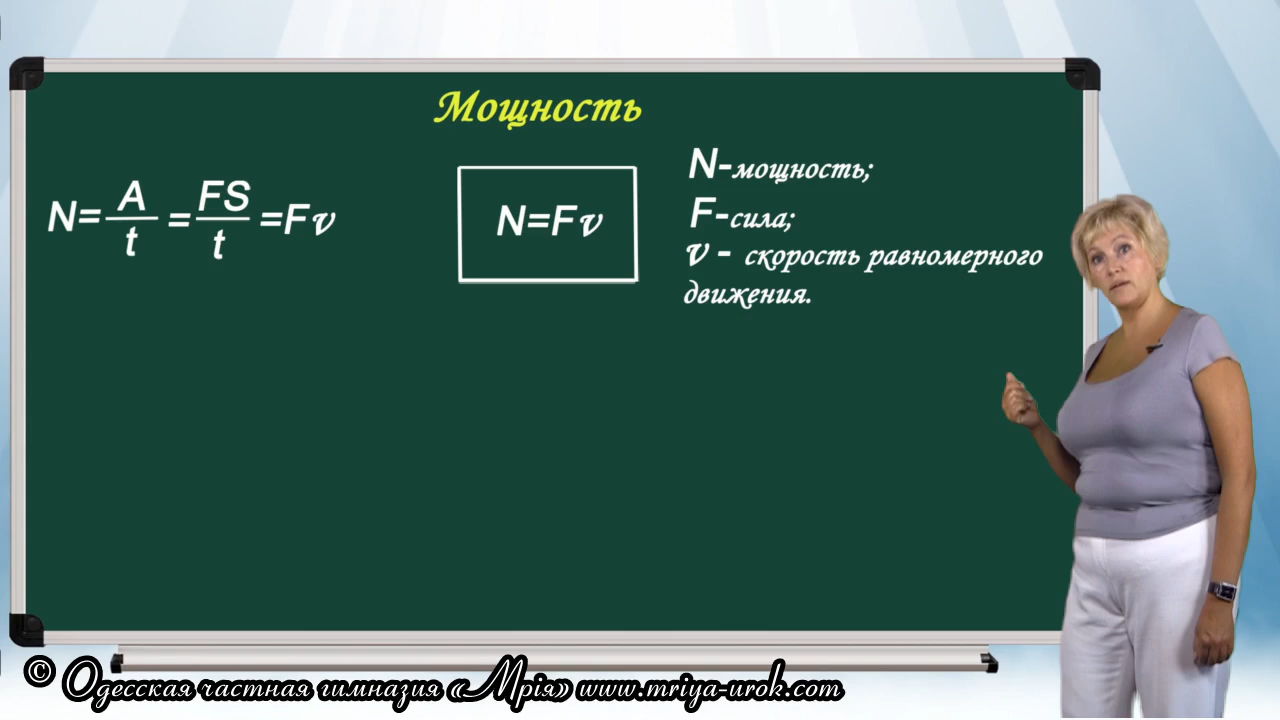 Мощность
N=A/t=FS/t=Fv
N=Fv
N-мощность;
F-сила;
v - скорость равномерного
движения.
© Одесская частная гимназия «Мрія» www.mriya-urok.com